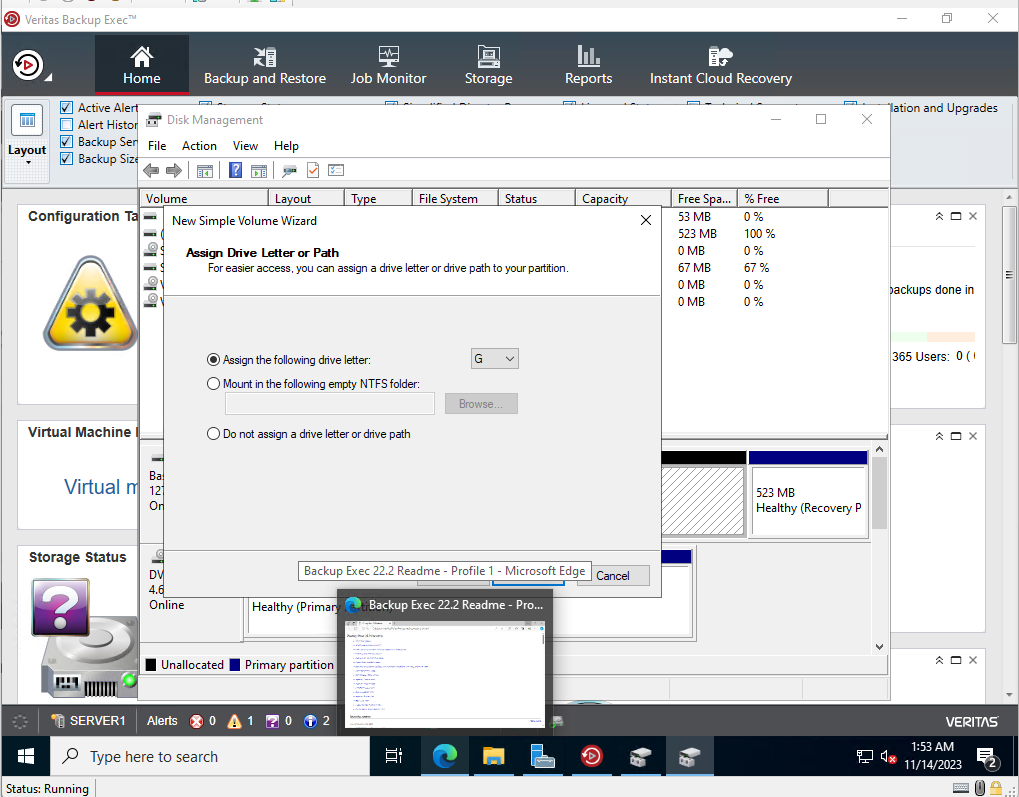 Veritas Backup Exec™
Home
Backup and Restore
Job Monitor
Storage
Reports
Instant Cloud Recovery
Layout
Active Alert
Alert Histor
Backup Ser
Backup Size
Installation and Upgrades
Disk Management
File Action View Help
Volume Layout Type File System Status Capacity Free Spa... % Free
53 MB 0 %
523 MB 100 %
0 MB 0 %
67 MB 67 %
0 MB 0 %
0 MB 0 %
New Simple Volume Wizard
Assign Drive Letter or Path
For easier access, you can assign a drive letter or drive path to your partition.
Assign the following drive letter: G
Mount in the following empty NTFS folder:
Browse...
Do not assign a drive letter or drive path
Cancel
Backup Exec 22.2 Readme - Profile 1 - Microsoft Edge
Backup Exec 22.2 Readme - Pro...
Configuration Ta
Virtual Machine
Virtual m
Storage Status
backups done in
365 Users: 0 (
Bas
127
On
523 MB
Healthy (Recovery P
DV
4.6
Online
Healthy (Primary
Unallocated Primary partition
SERVER1 Alerts 0 1 0 2
VERITAS
Type here to search
1:53 AM
11/14/2023
2
Status: Running